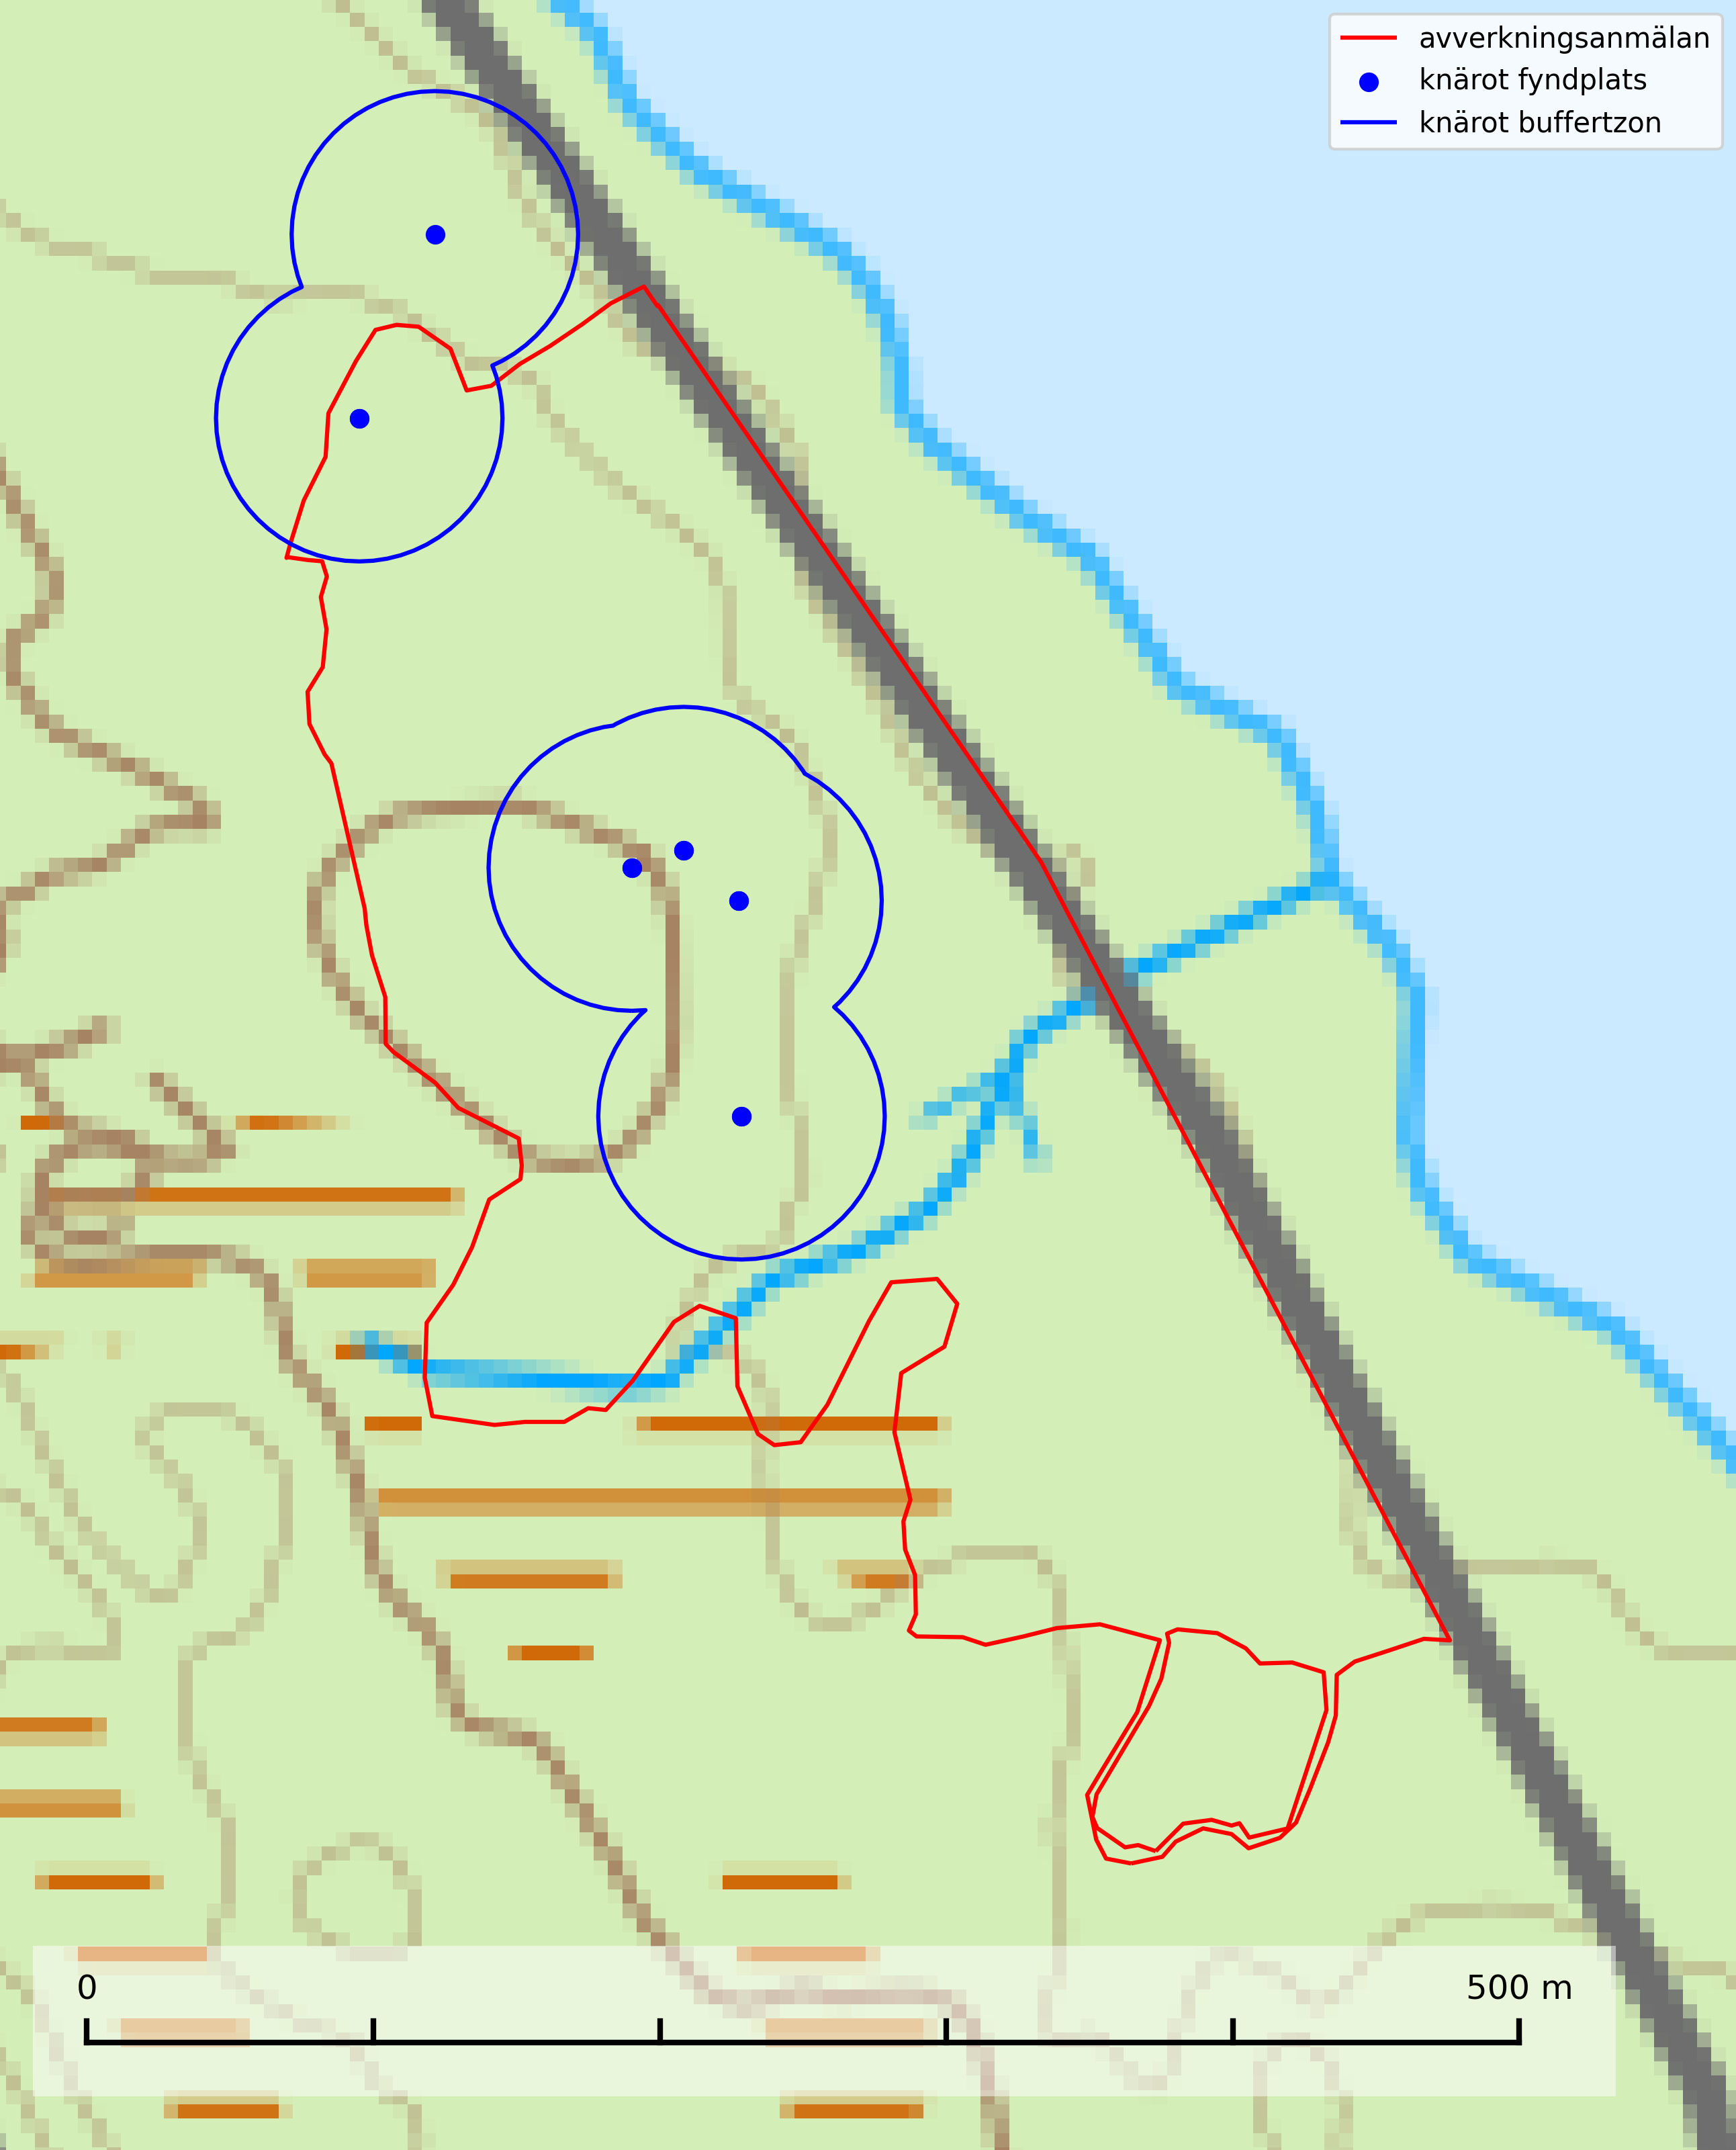 avverkningsanmälan
knärot fyndplats
knärot buffertzon
0 500 m